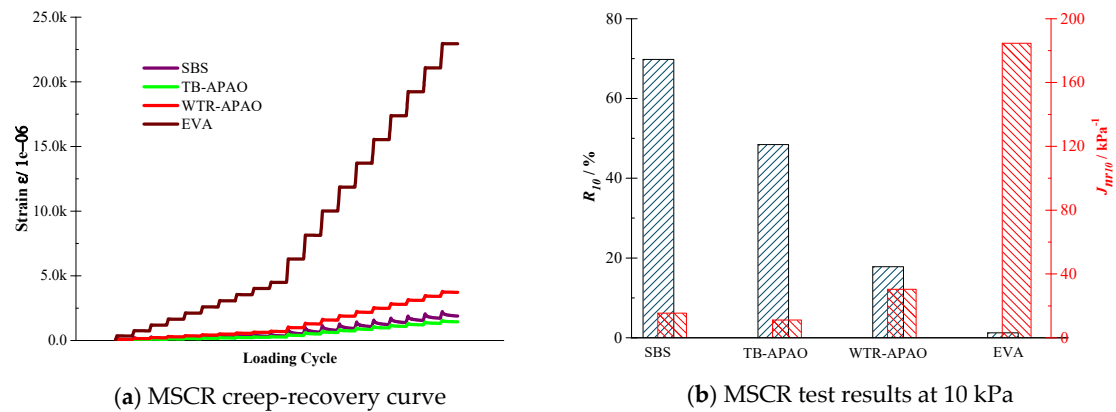 25.0k
20.0k
15.0k
10.0k
5.0k
0.0
Strain ε/ 1e−06
SBS
TB-APAO
WTR-APAO
EVA
Loading Cycle
(a) MSCR creep-recovery curve
80
60
40
20
0
R10 / %
200
160
120
80
40
0
Jnr10 / kPa-1
SBS
TB-APAO
WTR-APAO
EVA
(b) MSCR test results at 10 kPa